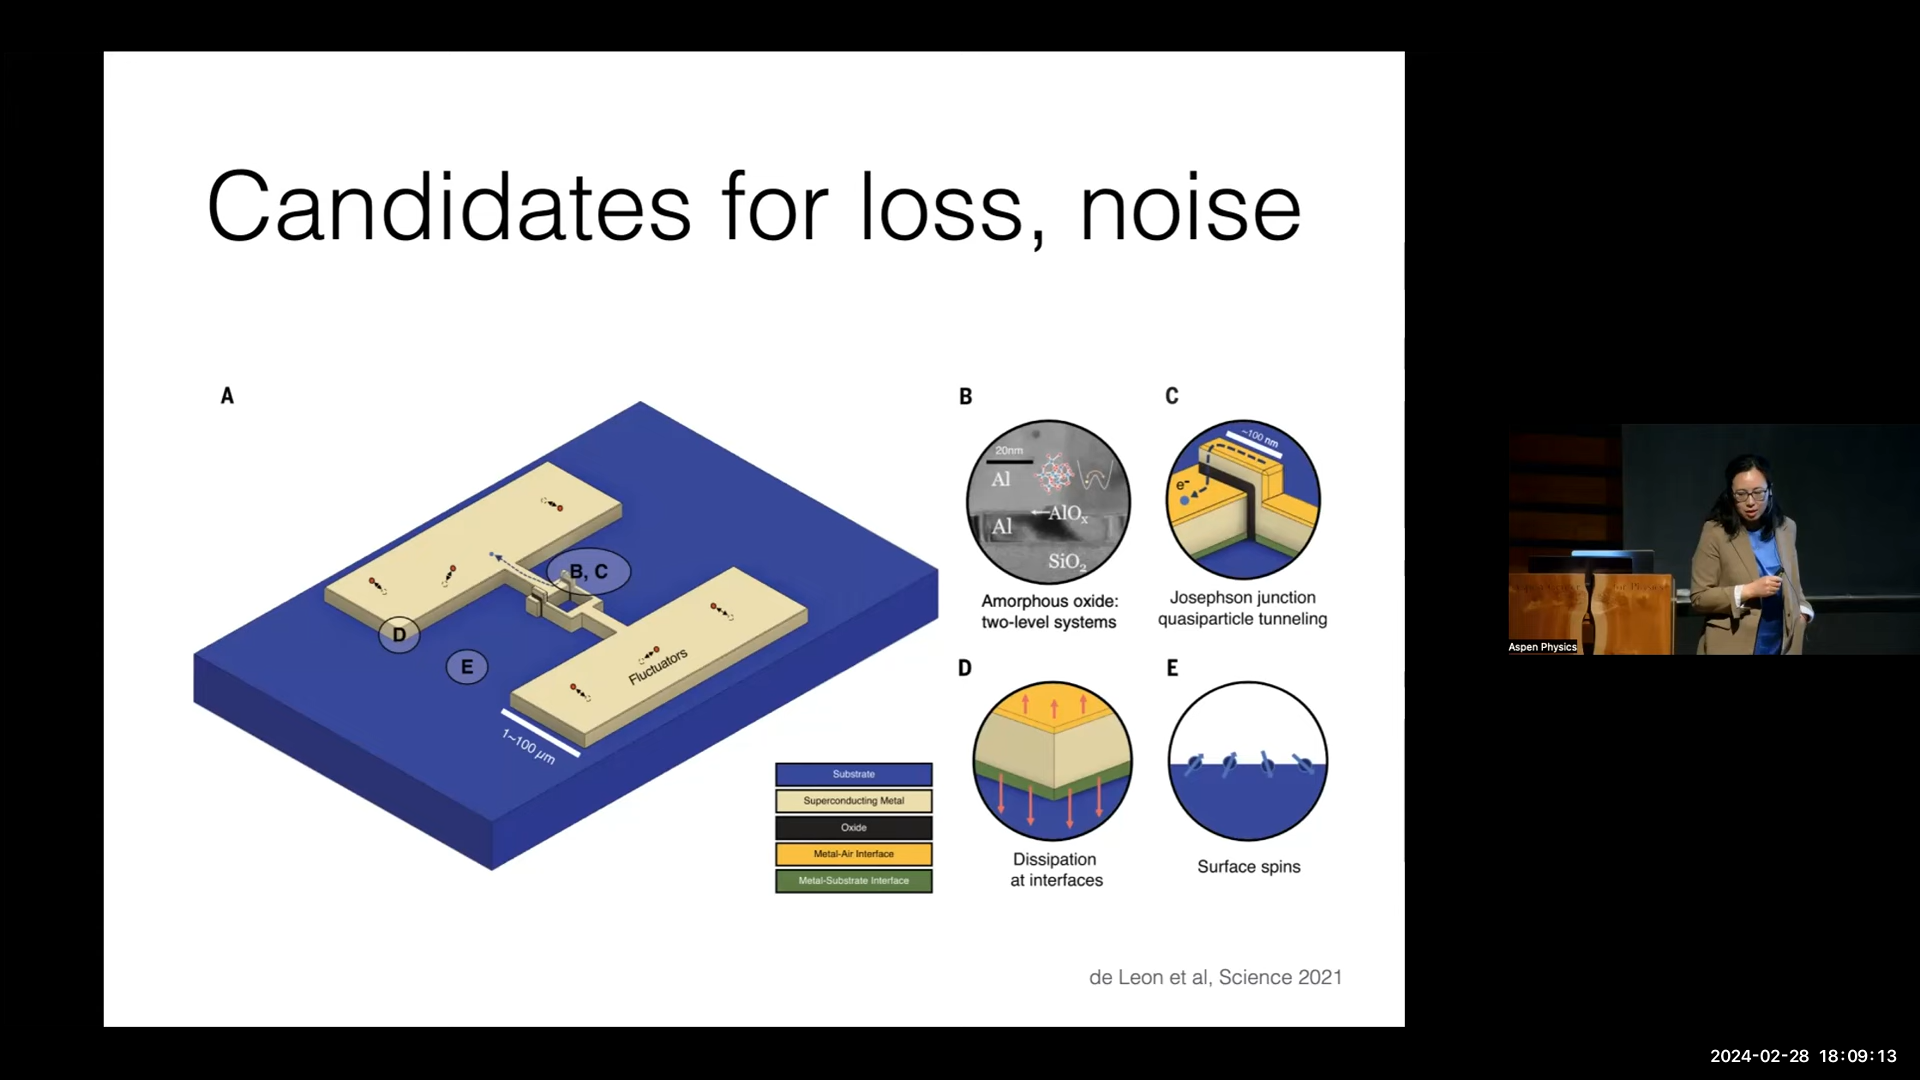 Candidates for loss, noise
A
B, C
D
E
Fluctuators
1~100 μm
Substrate
Superconducting Metal
Oxide
Metal-Air Interface
Metal-Substrate Interface
B
20nm
Al
AlOₓ
Al
SiO₂
Amorphous oxide:
two-level systems
C
~100 nm
e⁻
Josephson junction
quasiparticle tunneling
D
Dissipation
at interfaces
E
Surface spins
de Leon et al, Science 2021
Aspen Physics
2024-02-28 18:09:13